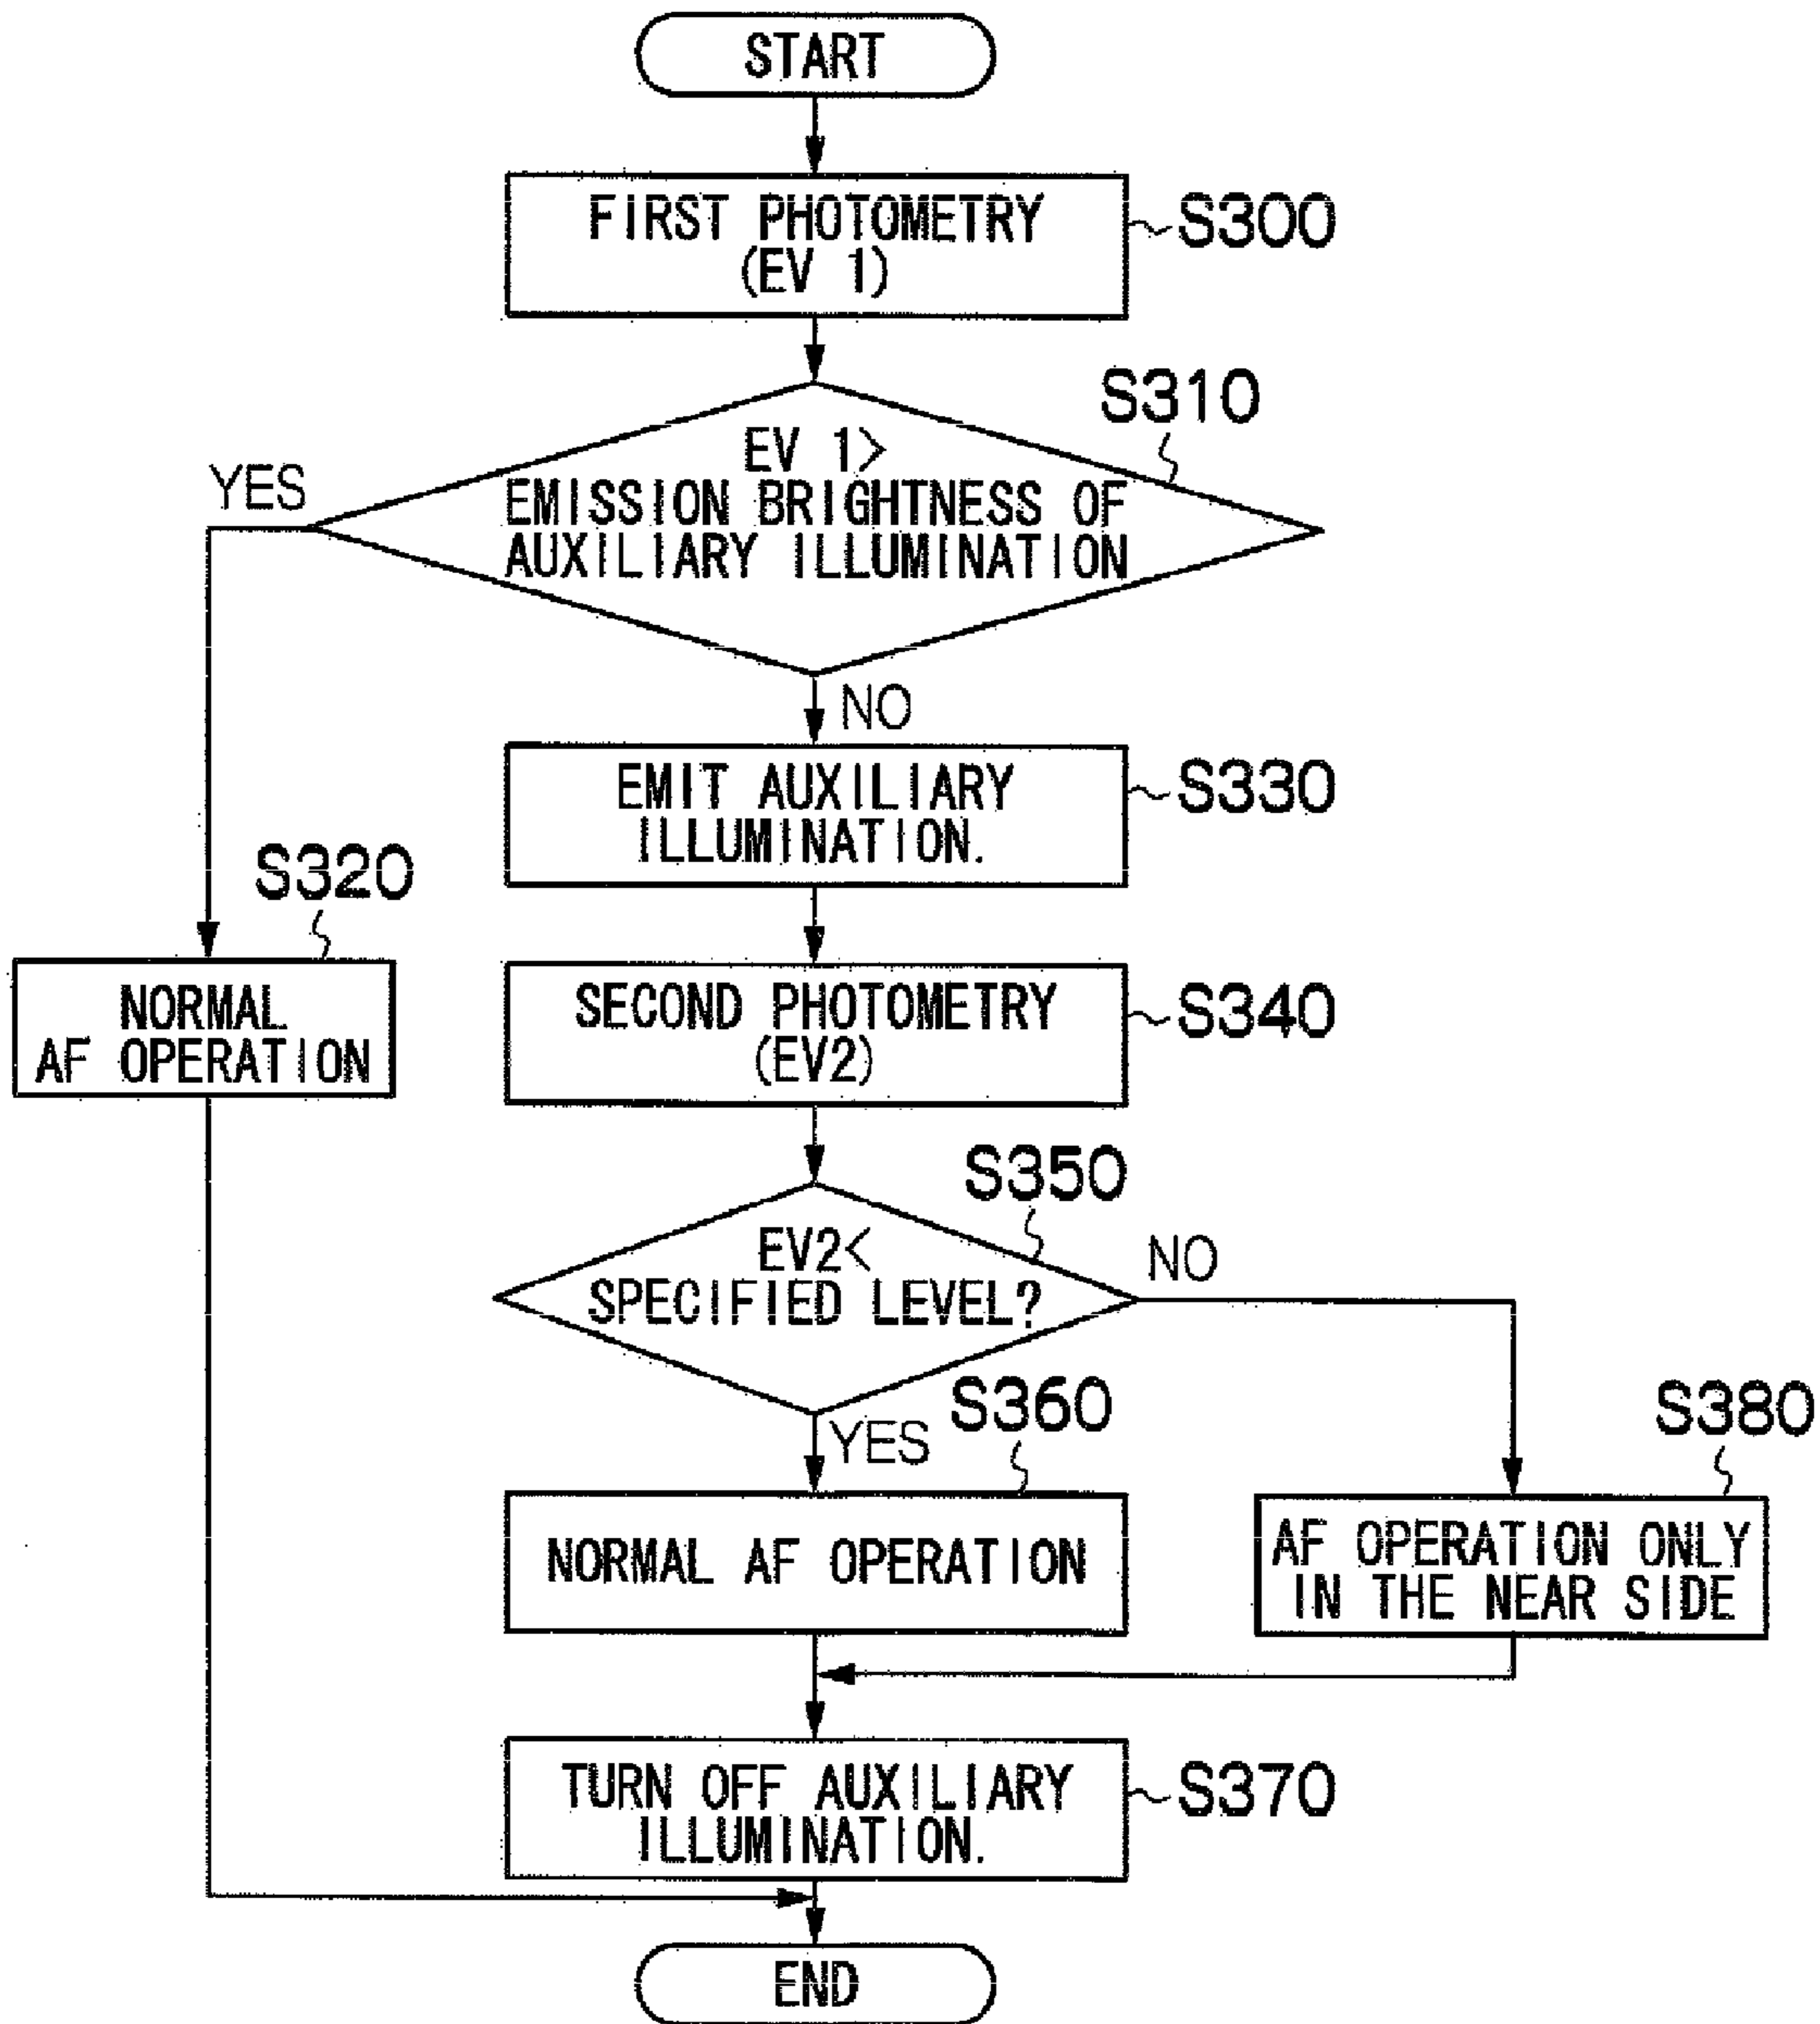 START
FIRST PHOTOMETRY
(EV 1)
S300
S310
EV 1>
EMISSION BRIGHTNESS OF
AUXILIARY ILLUMINATION
YES
NO
EMIT AUXILIARY
ILLUMINATION.
S330
S320
NORMAL
AF OPERATION
SECOND PHOTOMETRY
(EV2)
S340
S350
EV2<
SPECIFIED LEVEL?
NO
YES
S360
NORMAL AF OPERATION
S380
AF OPERATION ONLY
IN THE NEAR SIDE
TURN OFF AUXILIARY
ILLUMINATION.
S370
END